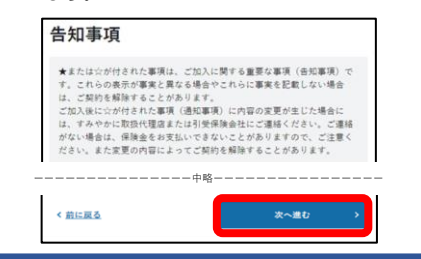 告知事項
★または☆が付された事項は、ご加入に関する重要な事項（告知事項）で
す。これらの表示が事実と異なる場合やこれらに事実を記載しない場合
は、ご契約を解除することがあります。
ご加入後に☆が付された事項（通知事項）に内容の変更が生じた場合に
は、すみやかに取扱代理店または引受保険会社にご連絡ください。ご連絡
がない場合は、保険金をお支払いできないことがありますので、ご注意く
ださい。また変更の内容によってご契約を解除することがあります。
中略
< 前に戻る
次へ進む >